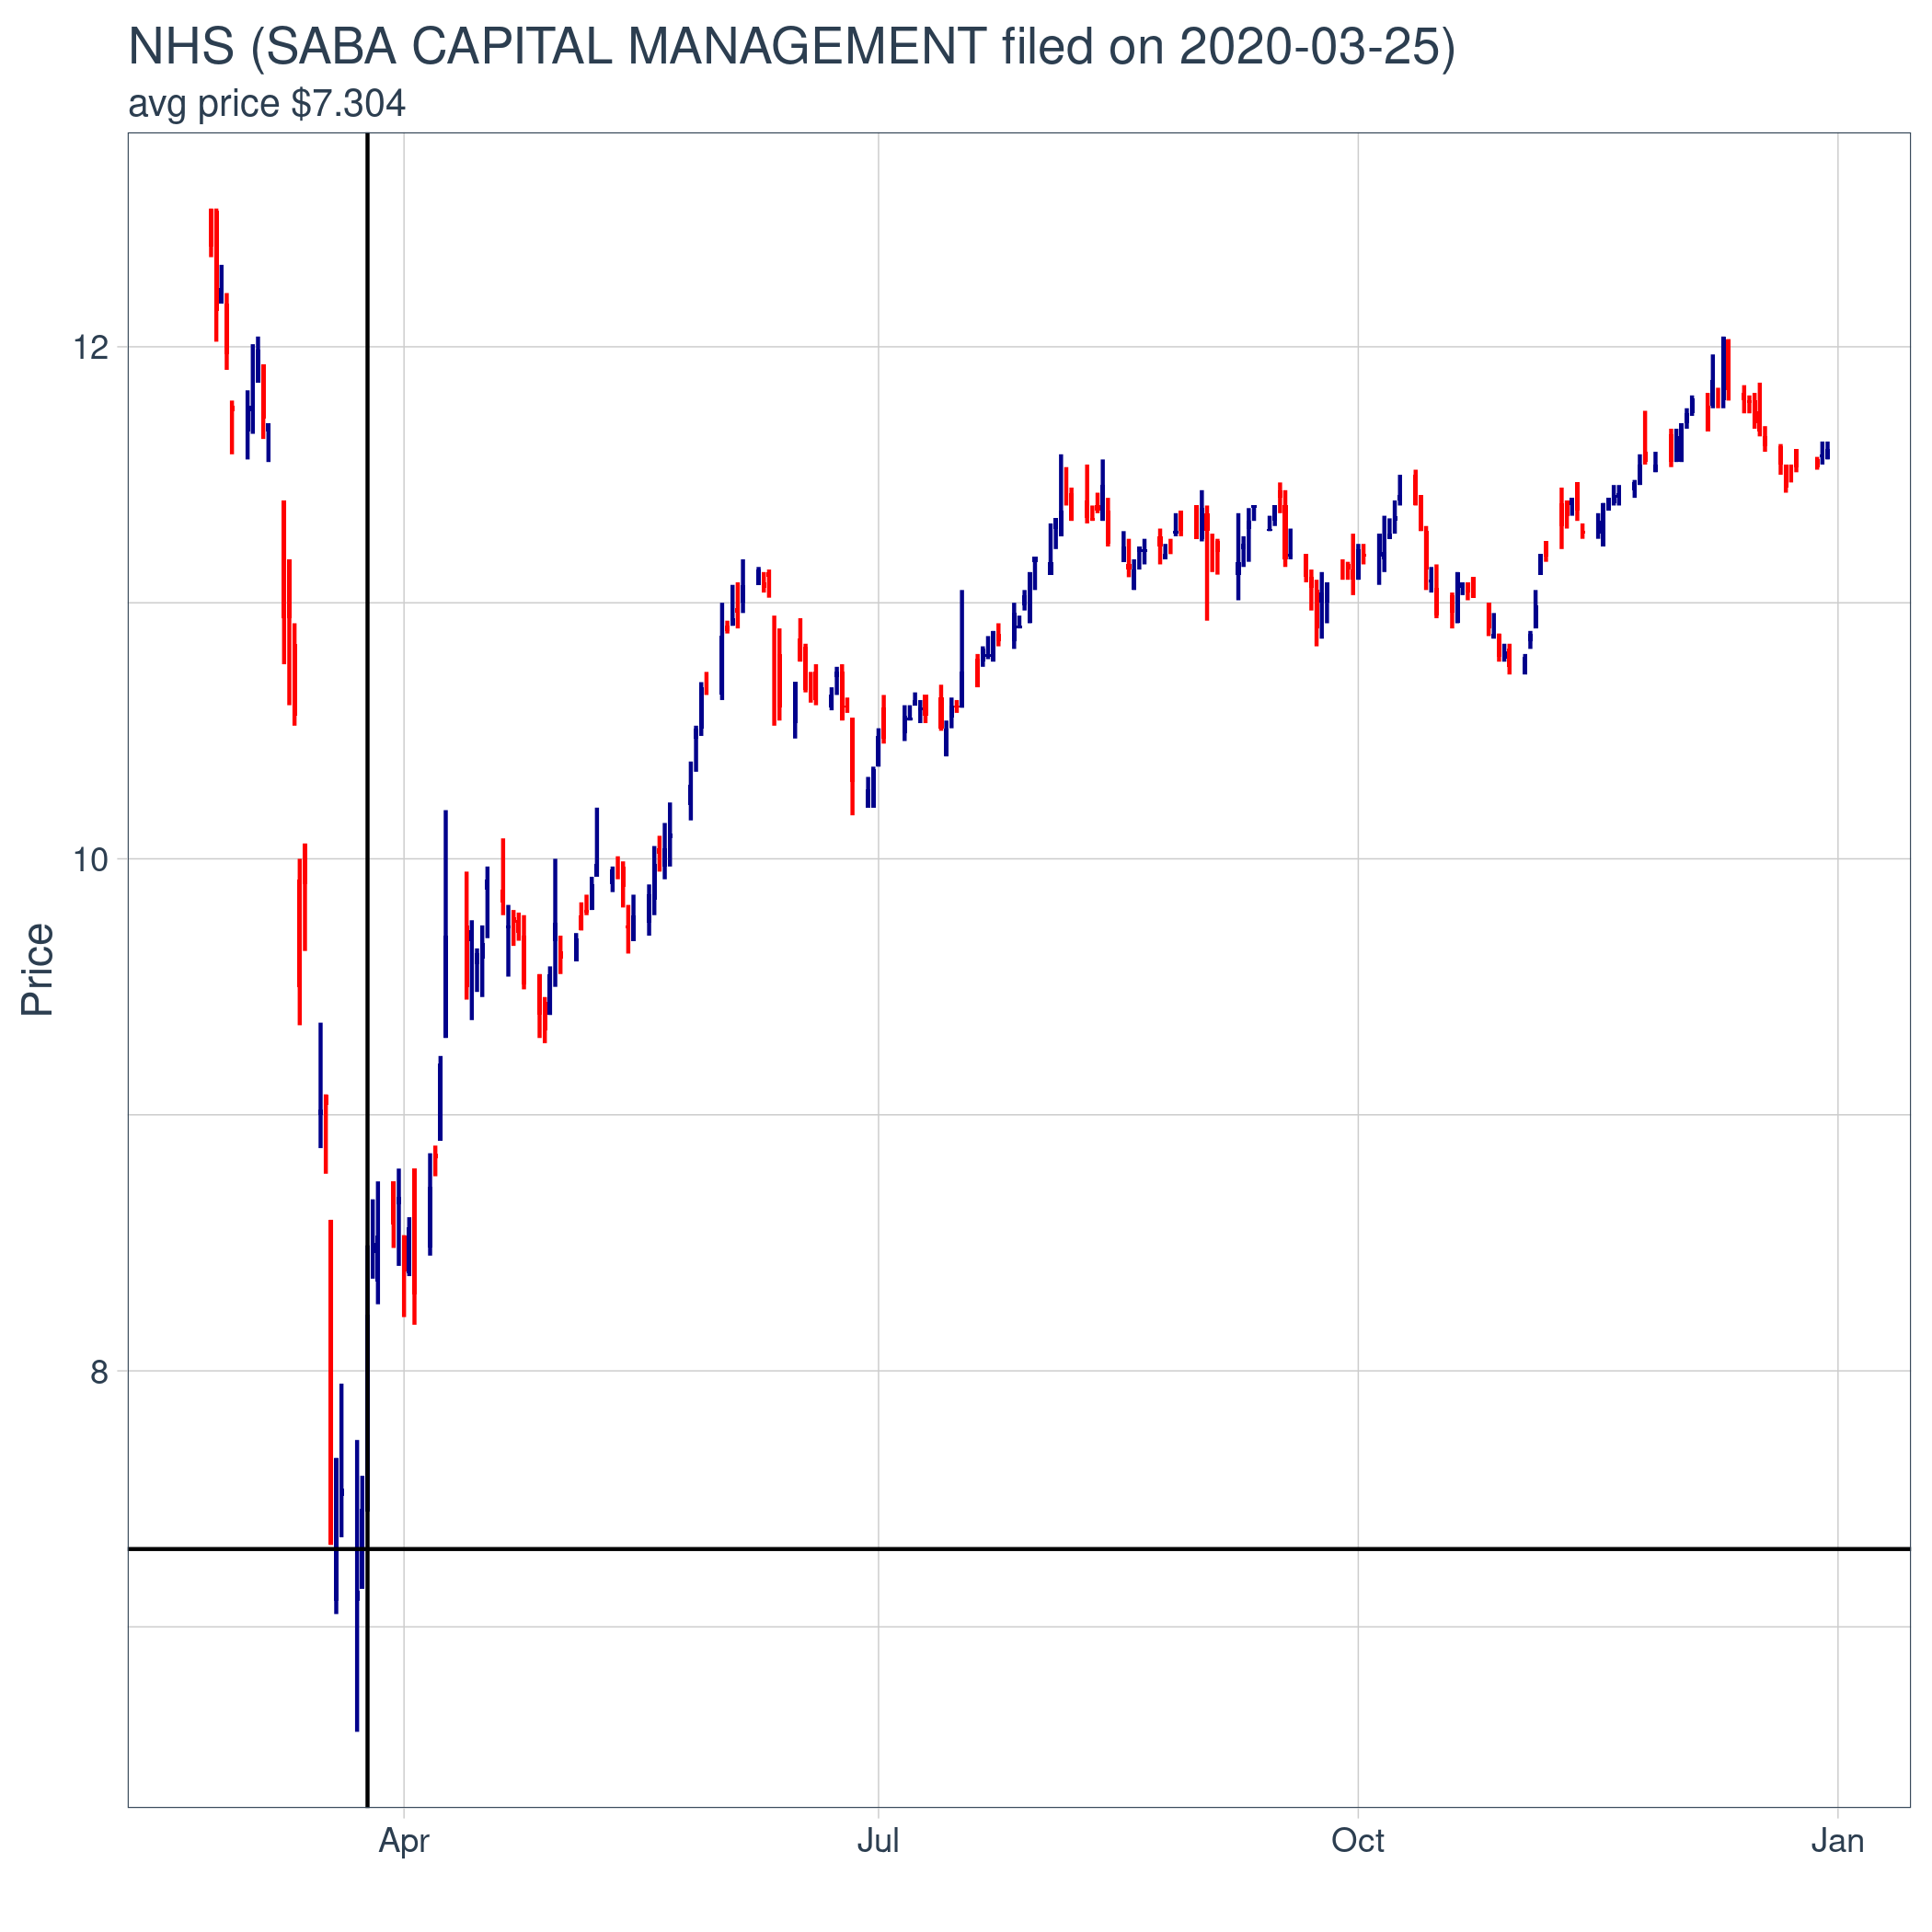 NHS (SABA CAPITAL MANAGEMENT filed on 2020-03-25)
avg price $7.304
12
10
8
Price
Apr Jul Oct Jan